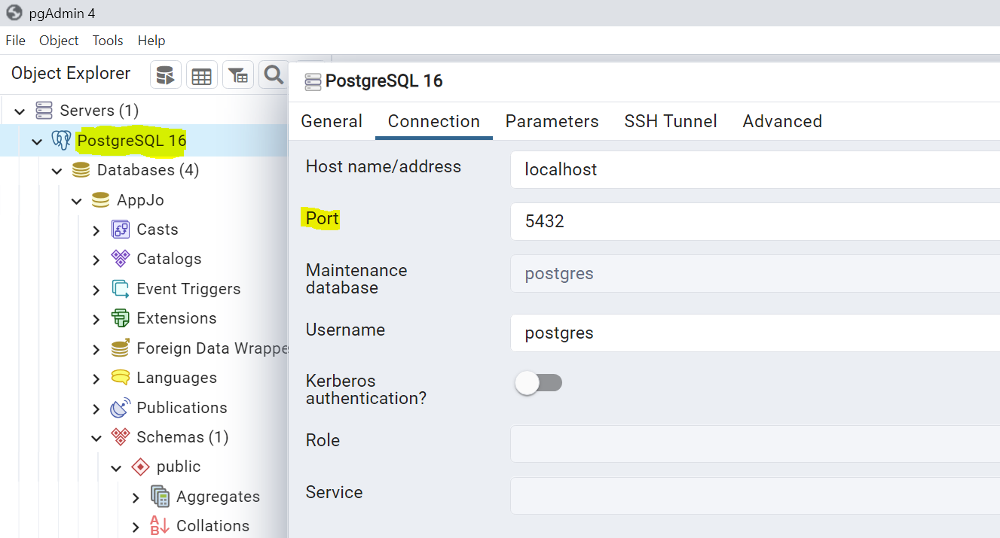 pgAdmin 4
File Object Tools Help
Object Explorer
Servers (1)
PostgreSQL 16
Databases (4)
AppJo
Casts
Catalogs
Event Triggers
Extensions
Foreign Data Wrappe
Languages
Publications
Schemas (1)
public
Aggregates
Collations
PostgreSQL 16
General Connection Parameters SSH Tunnel Advanced
Host name/address localhost
Port 5432
Maintenance
database postgres
Username postgres
Kerberos
authentication?
Role
Service